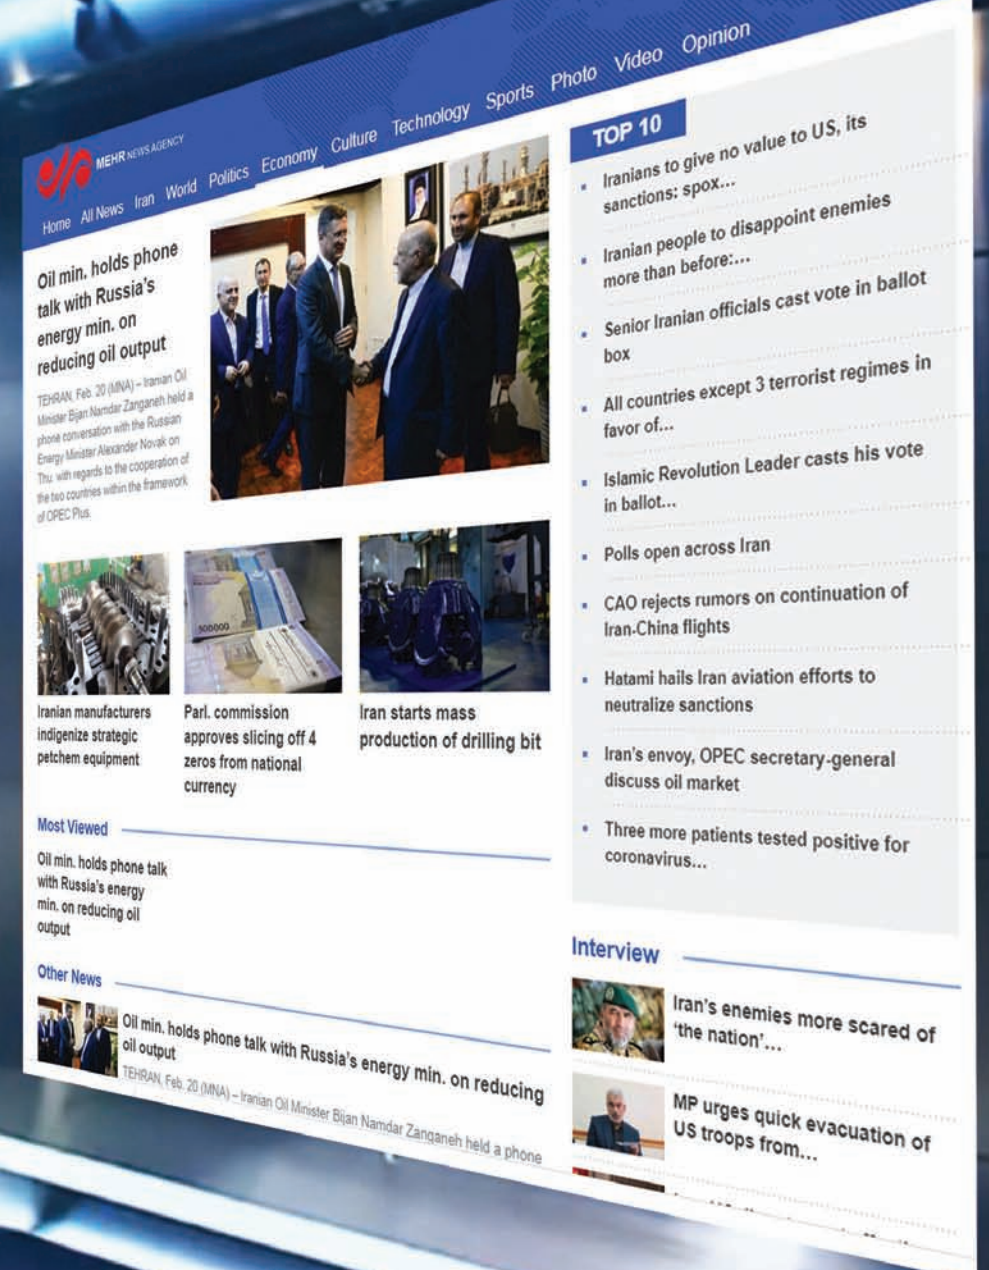 MEHR NEWS AGENCY
Home All News Iran World Politics Economy Culture Technology Sports Photo Video Opinion
Oil min. holds phone
talk with Russia's
energy min. on
reducing oil output
TEHRAN, Feb. 20 (MNA) – Iranian Oil
Minister Bijan Namdar Zanganeh held a
phone conversation with the Russian
Energy Minister Alexander Novak on
Thu. with regards to the cooperation of
the two countries within the framework
of OPEC Plus.
500000
Iranian manufacturers
indigenize strategic
petchem equipment
Parl. commission
approves slicing off 4
zeros from national
currency
Iran starts mass
production of drilling bit
Most Viewed
Oil min. holds phone talk
with Russia's energy
min. on reducing oil
output
Other News
Oil min. holds phone talk with Russia's energy min. on reducing
oil output
TEHRAN, Feb. 20 (MNA) – Iranian Oil Minister Bijan Namdar Zanganeh held a phone
TOP 10
Iranians to give no value to US, its
sanctions: spox...
Iranian people to disappoint enemies
more than before:...
Senior Iranian officials cast vote in ballot
box
All countries except 3 terrorist regimes in
favor of...
Islamic Revolution Leader casts his vote
in ballot...
Polls open across Iran
CAO rejects rumors on continuation of
Iran-China flights
Hatami hails Iran aviation efforts to
neutralize sanctions
Iran's envoy, OPEC secretary-general
discuss oil market
Three more patients tested positive for
coronavirus...
Interview
Iran's enemies more scared of
'the nation'...
MP urges quick evacuation of
US troops from...